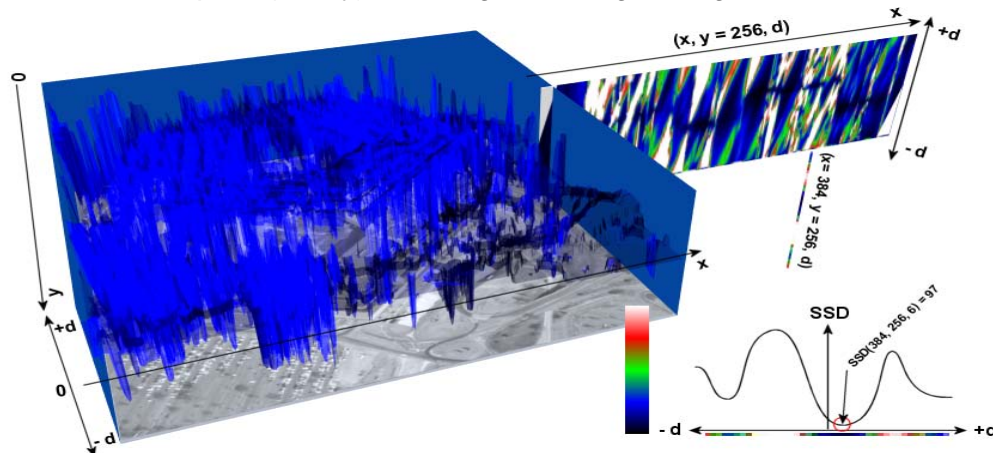 x
+d
(x, y = 256, d)
- d
(x = 384, y = 256, d)
0
y
+d
0
- d
x
SSD
SSD(384, 256, 6) = 97
- d
+d